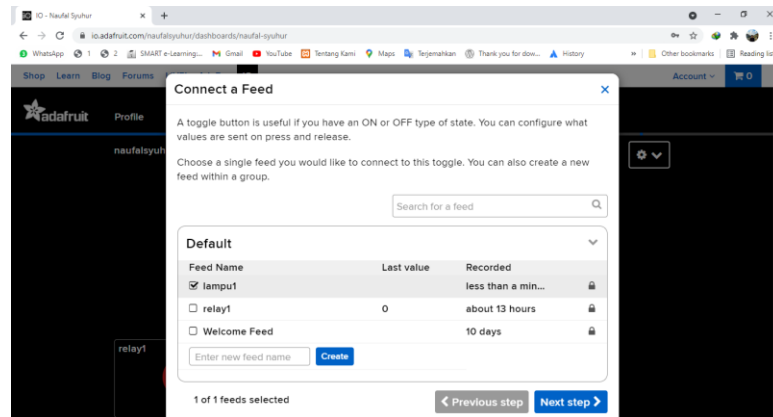 IO - Naufal Syuhur
io.adafruit.com/naufalsyuhur/dashboards/naufal-syuhur
WhatsApp 1 2 SMART e-Learning... Gmail YouTube Tentang Kami Maps Terjemahkan Thank you for dow... History » Other bookmarks Reading lis
Shop Learn Blog Forums Account 0
adafruit Profile
naufalsyuh
Connect a Feed
A toggle button is useful if you have an ON or OFF type of state. You can configure what
values are sent on press and release.
Choose a single feed you would like to connect to this toggle. You can also create a new
feed within a group.
Search for a feed
Default
Feed Name Last value Recorded
lampu1 less than a min...
relay1 0 about 13 hours
Welcome Feed 10 days
Enter new feed name Create
relay1
1 of 1 feeds selected
Previous step Next step